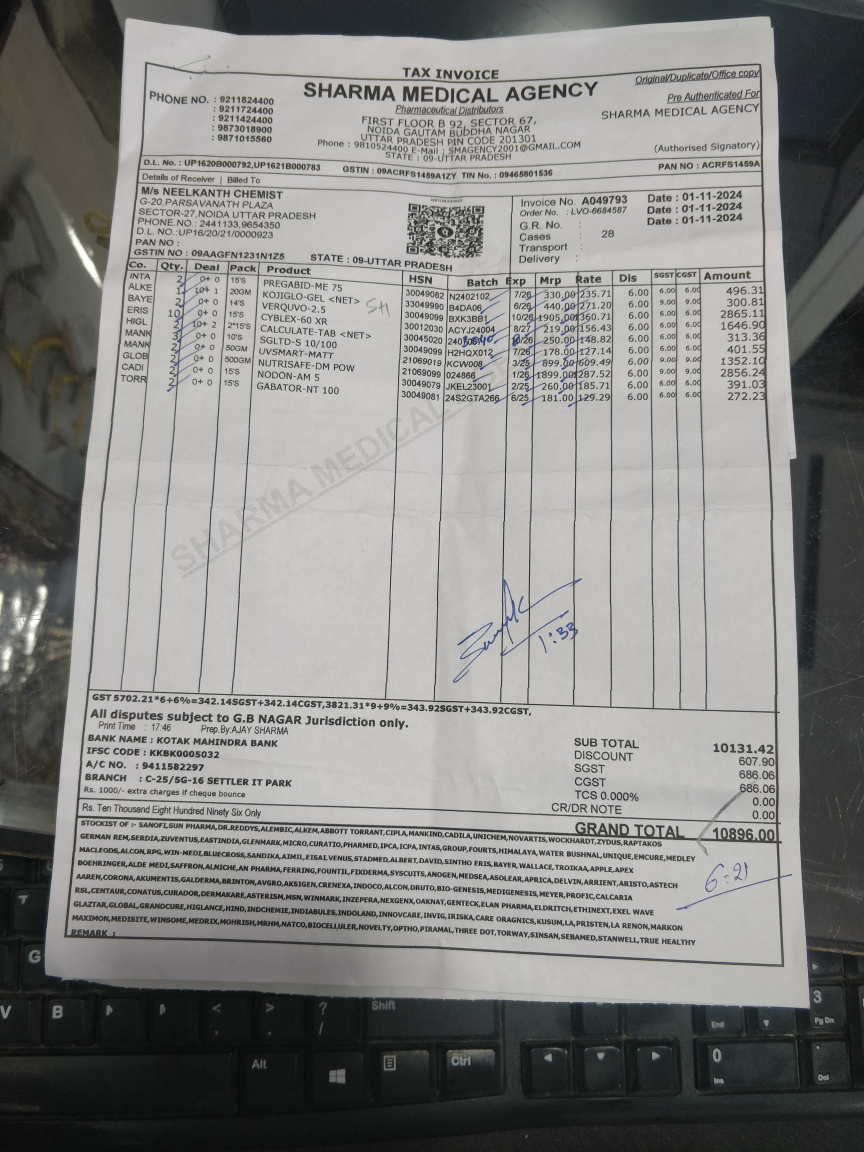 TAX INVOICE
Original/Duplicate/Office copy
SHARMA MEDICAL AGENCY
Pharmaceutical Distributors
Pre Authenticated For
SHARMA MEDICAL AGENCY
PHONE NO. : 9211824400
: 9211724400
: 9211424400
: 9873018900
: 9871015560
FIRST FLOOR B 92, SECTOR 67,
NOIDA GAUTAM BUDDHA NAGAR
UTTAR PRADESH PIN CODE 201301
Phone : 9810524400 E-Mail : SMAGENCY2001@GMAIL.COM
STATE : 09-UTTAR PRADESH
(Authorised Signatory)
D.L. No. : UP1620B000792,UP1621B000783 GSTIN : 09ACRFS1459A1ZY TIN No. : 09465801536 PAN NO : ACRFS1459A
Details of Receiver | Billed To
M/s NEELKANTH CHEMIST
G-20,PARSAVANATH PLAZA
SECTOR-27,NOIDA UTTAR PRADESH
PHONE.NO : 2441133,9654350
D.L. NO.:UP16/20/21/0000923
PAN NO :
GSTIN NO : 09AAGFN1231N1Z5 STATE : 09-UTTAR PRADESH
Invoice No. A049793 Date : 01-11-2024
Order No. : LVO-6684587 Date : 01-11-2024
G.R. No. : Date : 01-11-2024
Cases : 28
Transport :
Delivery :
Co. Qty. Deal Pack Product HSN Batch Exp Mrp Rate Dis SGST CGST Amount
INTA 2 0+ 0 15'S PREGABID-ME 75 30049082 N2402102 7/26 330.00 235.71 6.00 6.00 6.00 496.31
ALKE 1 10+ 1 20GM KOJIGLO-GEL <NET> 33049990 B4DA06 6/26 440.00 271.20 6.00 9.00 9.00 300.81
BAYE 2 0+ 0 14'S VERQUVO-2.5 30049099 BXK3BB1 10/26 1905.00 1360.71 6.00 6.00 6.00 2865.11
ERIS 10 0+ 0 15'S CYBLEX-60 XR 30012030 ACYJ24004 8/27 219.00 156.43 6.00 6.00 6.00 1646.90
HIGL 2 10+ 2 2*15'S CALCULATE-TAB <NET> 30045020 8/26 250.00 148.82 6.00 6.00 6.00 313.36
MANK 3 0+ 0 10'S SGLTD-S 10/100 30049099 H2HQX012 7/26 178.00 127.14 6.00 6.00 6.00 401.55
MANK 2 0+ 0 50GM UVSMART-MATT 21069019 KCW008 3/25 899.00 609.49 6.00 9.00 9.00 1352.10
GLOB 2 0+ 0 500GM NUTRISAFE-DM POW 21069099 024866 1/26 1899.00 1287.52 6.00 9.00 9.00 2856.24
CADI 2 0+ 0 15'S NODON-AM 5 30049079 JKEL23001 2/25 260.00 185.71 6.00 6.00 6.00 391.03
TORR 2 0+ 0 15'S GABATOR-NT 100 30049081 24S2GTA266 6/25 181.00 129.29 6.00 6.00 6.00 272.23
1:33
GST 5702.21*6+6%=342.14SGST+342.14CGST,3821.31*9+9%=343.92SGST+343.92CGST,
All disputes subject to G.B NAGAR Jurisdiction only.
Print Time : 17:46 Prep.By:AJAY SHARMA
BANK NAME : KOTAK MAHINDRA BANK
IFSC CODE : KKBK0005032
A/C NO. : 9411582297
BRANCH : C-25/5G-16 SETTLER IT PARK
Rs. 1000/- extra charges if cheque bounce
SUB TOTAL 10131.42
DISCOUNT 607.90
SGST 686.06
CGST 686.06
TCS 0.000% 0.00
CR/DR NOTE 0.00
Rs. Ten Thousand Eight Hundred Ninety Six Only
GRAND TOTAL 10896.00
STOCKIST OF :- SANOFI,SUN PHARMA,DR.REDDYS,ALEMBIC,ALKEM,ABBOTT TORRANT,CIPLA,MANKIND,CADILA,UNICHEM,NOVARTIS,WOCKHARDT,ZYDUS,RAPTAKOS
GERMAN REM,SERDIA,ZUVENTUS,EASTINDIA,GLENMARK,MICRO,CURATIO,PHARMED,IPCA,ICPA,INTAS,GROUP,FOURTS,HIMALAYA,WATER BUSHNAL,UNIQUE,EMCURE,MEDLEY
MACLEODS,ALCON,RPG,WIN-MEDI,BLUECROSS,SANDIKA,AIMIL,EISAI,VENUS,STADMED,ALBERT,DAVID,SINTHO ERIS,BAYER,WALLACE,TROIKAA,APPLE,APEX
BOEHRINGER,ALDE MEDI,SAFFRON,ALNICHE,AN PHARMA,FERRING,FOUNTIL,FIXDERMA,SYSCUITS,ANOGEN,MEDSEA,ASOLEAR,APRICA,DELVIN,ARRIENT,ARISTO,ASTECH
AAREN,CORONA,AKUMENTIS,GALDERMA,BRINTON,AVGRO,AKSIGEN,CRENEXA,INDOCO,ALCON,DRUTO,BIO-GENESIS,MEDIGENESIS,MEYER,PROFIC,CALCARIA
RSL,CENTAUR,CONATUS,CURADOR,DERMAKARE,ASTERISM,MSN,WINMARK,INZEPERA,NEXGENX,OAKNAT,GENTECK,ELAN PHARMA,ELDRITCH,ETHINEXT,EXEL WAVE
GLAZTAR,GLOBAL,GRANDCURE,HIGLANCE,HIND,INDCHEMIE,INDIABULES,INDOLAND,INNOVCARE,INVIG,IRISKA,CARE ORAGNICS,KUSUM,LA,PRISTEN,LA RENON,MARKON
MAXIMON,MEDISITE,WINSOME,MEDRIX,MOHRISH,MRHM,NATCO,BIOCELL,ULER,NOVELTY,OPTHO,PIRAMAL,THREE DOT,TORWAY,SINSAN,SEBAMED,STANWELL,TRUE HEALTHY
REMARK :
6:21